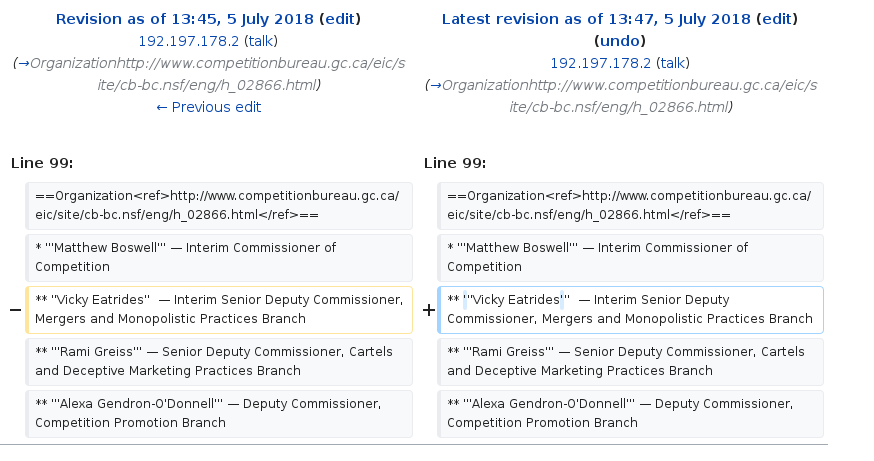 Revision as of 13:45, 5 July 2018 (edit)
192.197.178.2 (talk)
(→Organizationhttp://www.competitionbureau.gc.ca/eic/s
ite/cb-bc.nsf/eng/h_02866.html)
← Previous edit
Latest revision as of 13:47, 5 July 2018 (edit)
(undo)
192.197.178.2 (talk)
(→Organizationhttp://www.competitionbureau.gc.ca/eic/s
ite/cb-bc.nsf/eng/h_02866.html)
Line 99:
Line 99:
==Organization<ref>http://www.competitionbureau.gc.ca/
eic/site/cb-bc.nsf/eng/h_02866.html</ref>==
==Organization<ref>http://www.competitionbureau.gc.ca/
eic/site/cb-bc.nsf/eng/h_02866.html</ref>==
* '''Matthew Boswell''' — Interim Commissioner of
Competition
* '''Matthew Boswell''' — Interim Commissioner of
Competition
−
** ''Vicky Eatrides''  — Interim Senior Deputy Commissioner,
Mergers and Monopolistic Practices Branch
+
** '''Vicky Eatrides'''  — Interim Senior Deputy
Commissioner, Mergers and Monopolistic Practices Branch
** '''Rami Greiss''' — Senior Deputy Commissioner, Cartels
and Deceptive Marketing Practices Branch
** '''Rami Greiss''' — Senior Deputy Commissioner, Cartels
and Deceptive Marketing Practices Branch
** '''Alexa Gendron-O'Donnell''' — Deputy Commissioner,
Competition Promotion Branch
** '''Alexa Gendron-O'Donnell''' — Deputy Commissioner,
Competition Promotion Branch